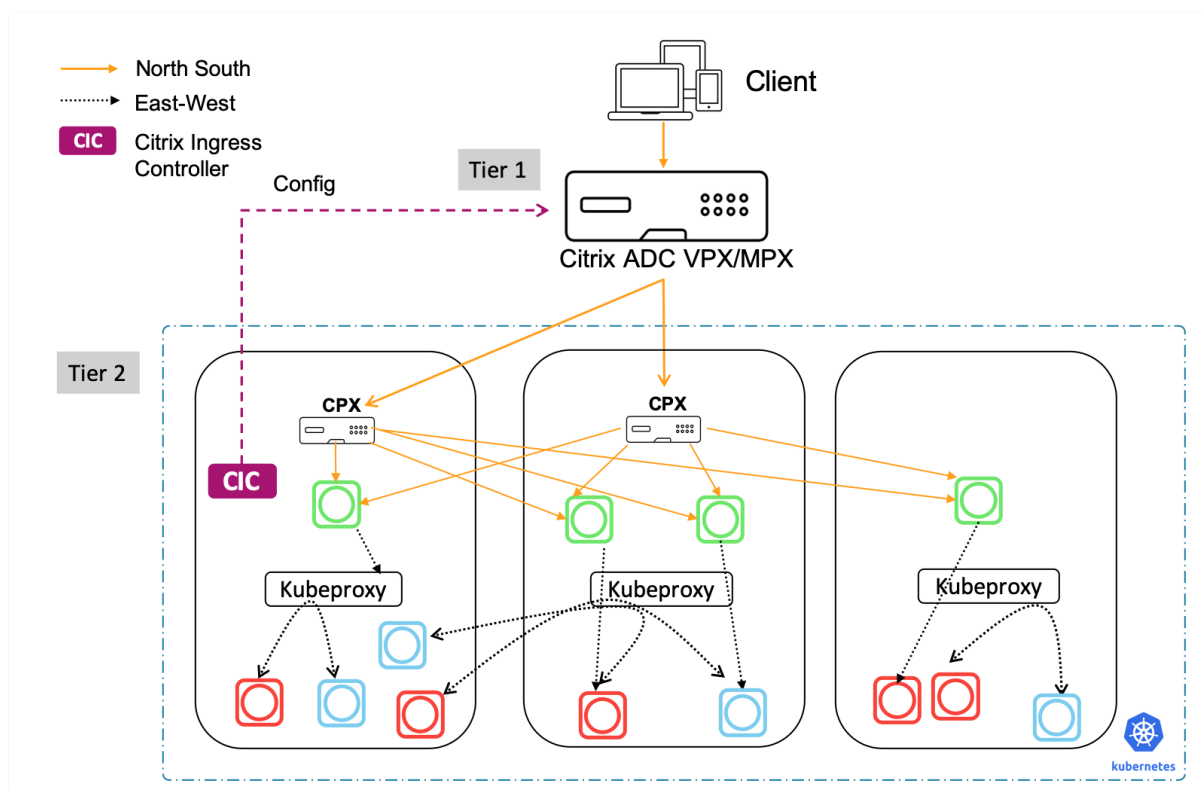 North South
East-West
CIC
Citrix Ingress
Controller
Client
Tier 1
Config
Citrix ADC VPX/MPX
Tier 2
CPX
CPX
CIC
Kubeproxy
Kubeproxy
Kubeproxy
kubernetes